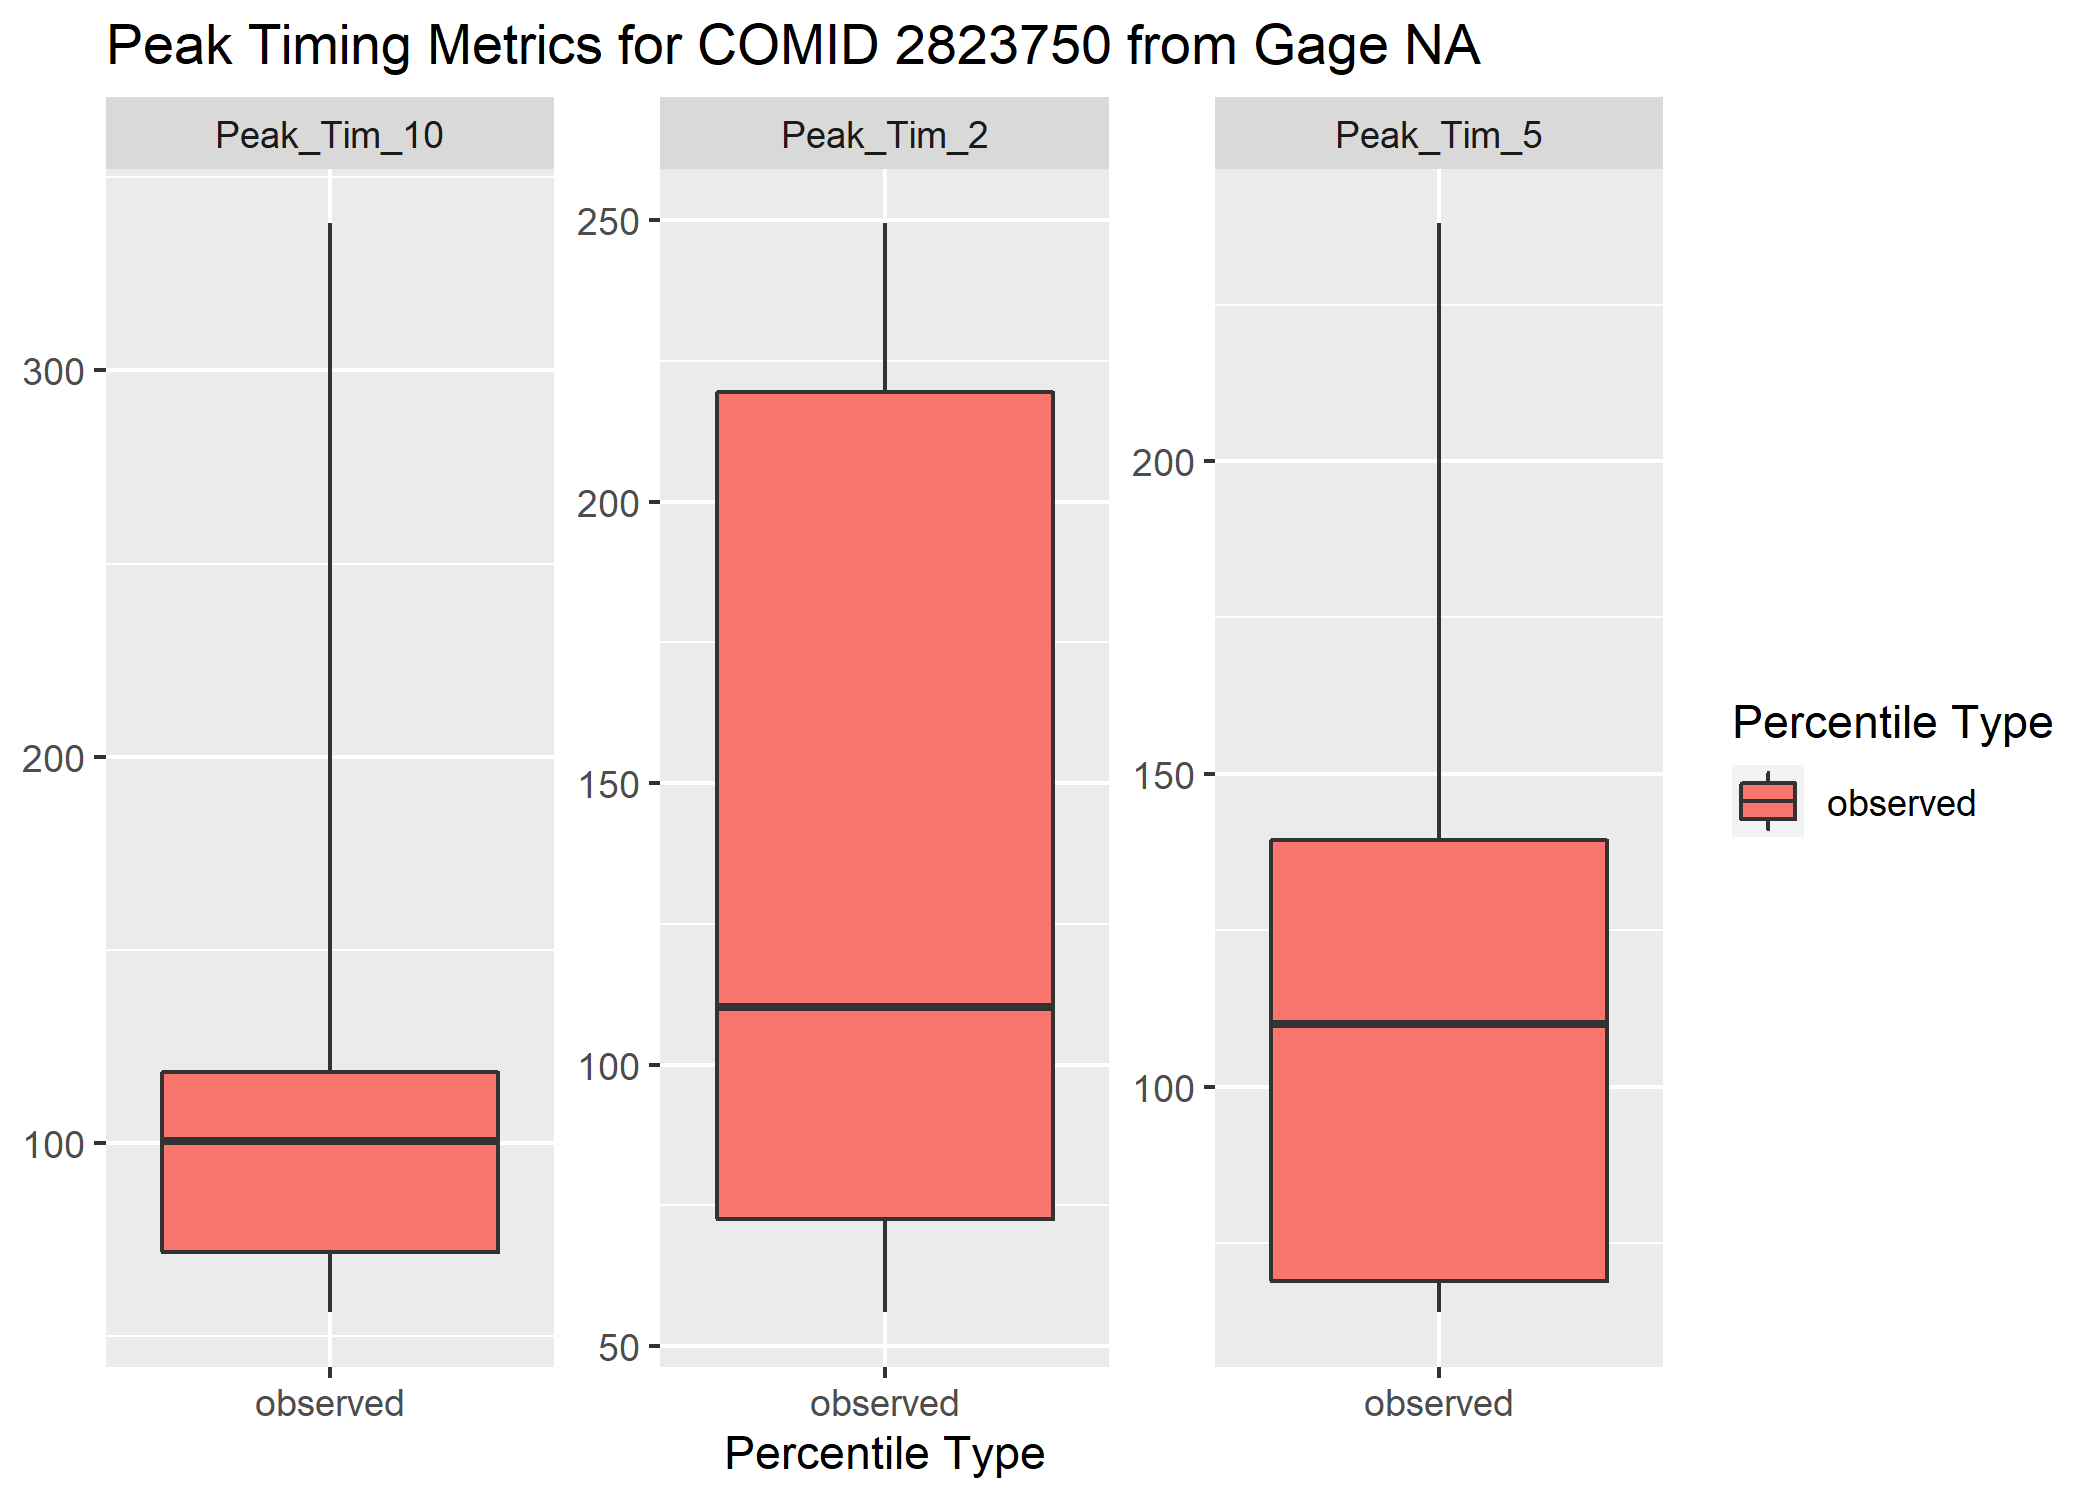 Peak Timing Metrics for COMID 2823750 from Gage NA
Peak_Tim_10
Peak_Tim_2
Peak_Tim_5
300
200
100
250
200
150
100
50
200
150
100
observed
observed
observed
Percentile Type
Percentile Type
observed